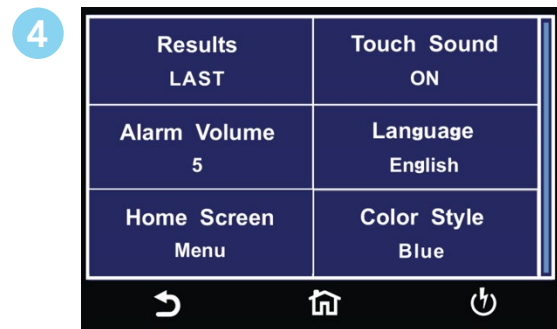 4
Results
LAST
Touch Sound
ON
Alarm Volume
5
Language
English
Home Screen
Menu
Color Style
Blue